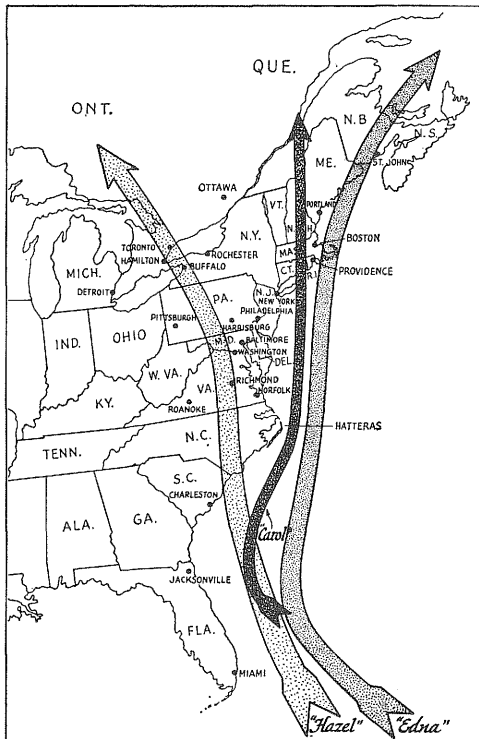 QUE.
ONT.
N.B
N.S.
ME.
ST. JOHN
OTTAWA
VT.
PORTLAND
N.H.
TORONTO
HAMILTON
ROCHESTER
BUFFALO
N.Y.
BOSTON
MAS
MICH.
DETROIT
CT.
R.I.
PROVIDENCE
N.J.
NEW YORK
PA.
PHILADELPHIA
PITTSBURGH
HARRISBURG
OHIO
IND.
M.D.
BALTIMORE
WASHINGTON
DEL.
W. VA.
VA.
RICHMOND
NORFOLK
KY.
ROANOKE
HATTERAS
N.C.
TENN.
S.C.
CHARLESTON
"Carol"
ALA.
GA.
JACKSONVILLE
FLA.
MIAMI
"Hazel"
"Edna"